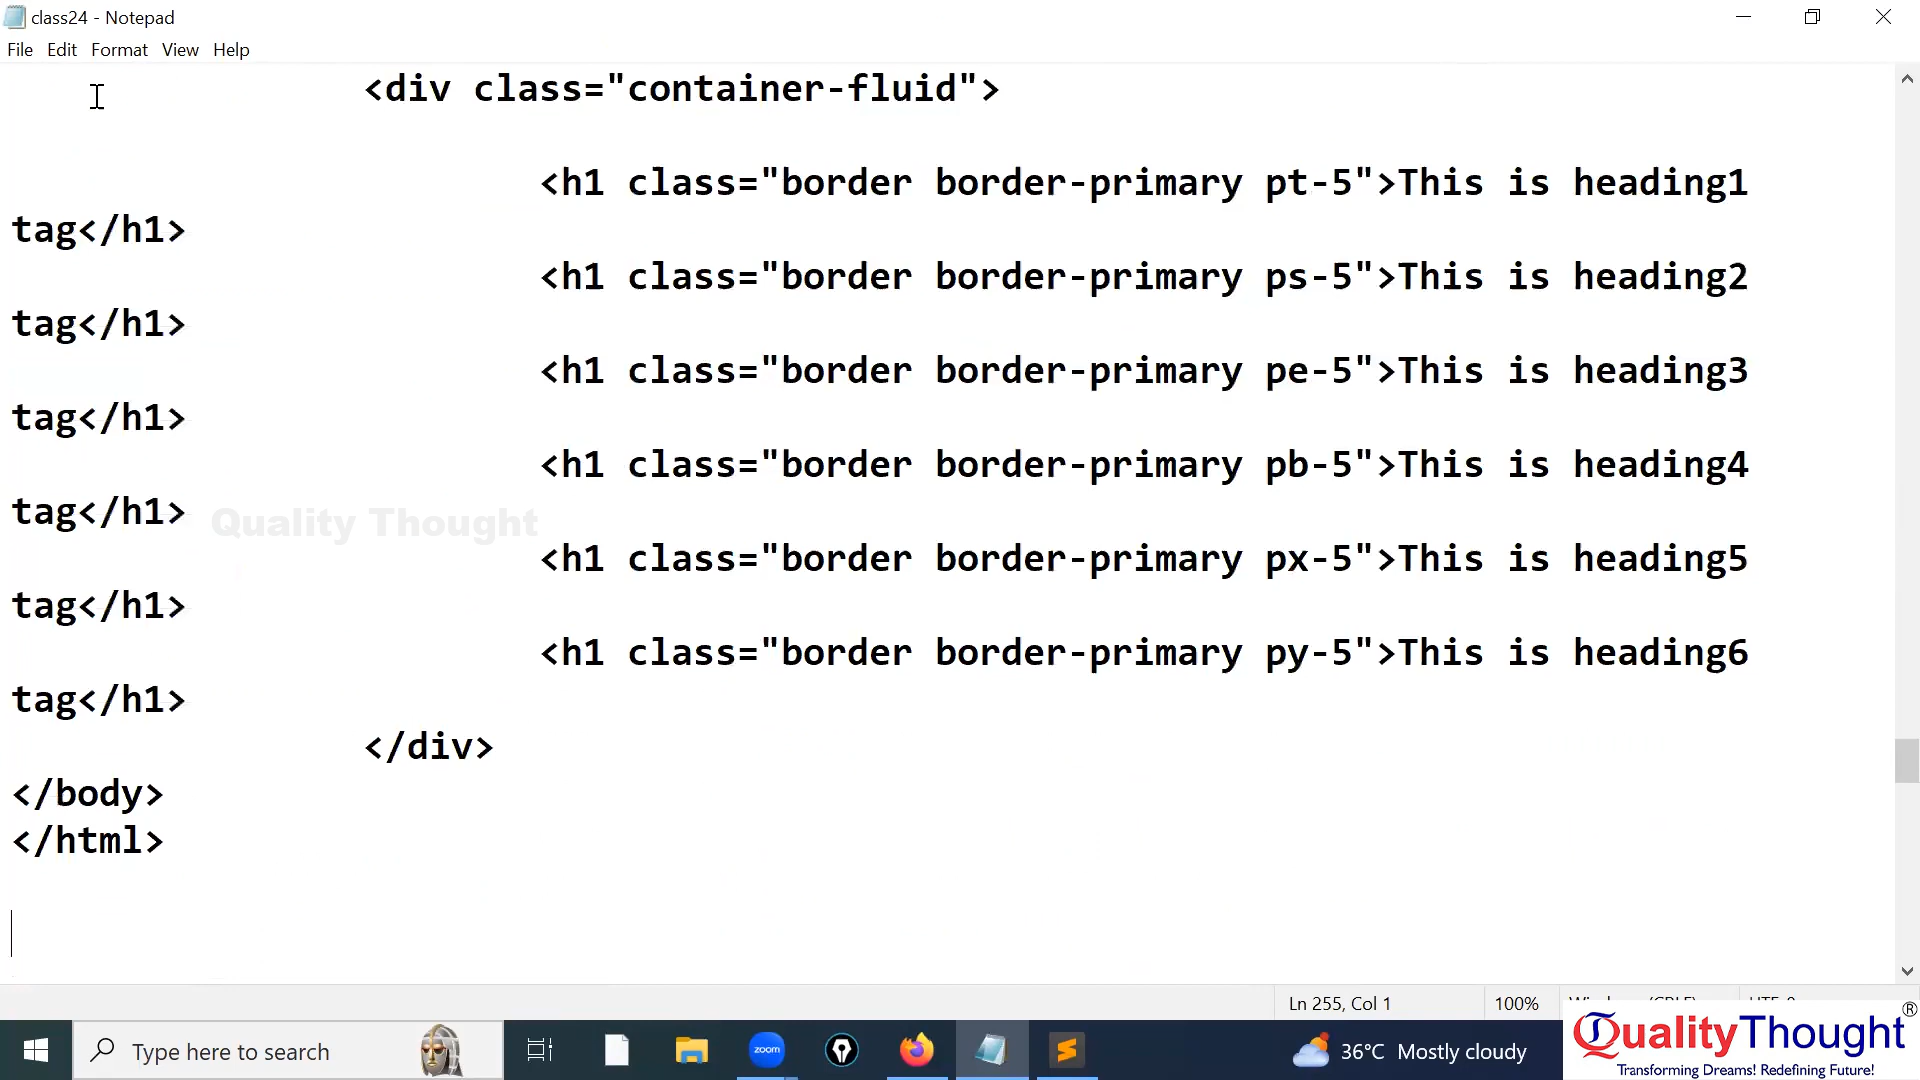 class24 - Notepad
File Edit Format View Help
<div class="container-fluid">
<h1 class="border border-primary pt-5">This is heading1
tag</h1>
<h1 class="border border-primary ps-5">This is heading2
tag</h1>
<h1 class="border border-primary pe-5">This is heading3
tag</h1>
<h1 class="border border-primary pb-5">This is heading4
tag</h1>
Quality Thought
<h1 class="border border-primary px-5">This is heading5
tag</h1>
<h1 class="border border-primary py-5">This is heading6
tag</h1>
</div>
</body>
</html>
Ln 255, Col 1 100%
Type here to search
zoom
36°C Mostly cloudy
QualityThought ®
Transforming Dreams! Redefining Future!